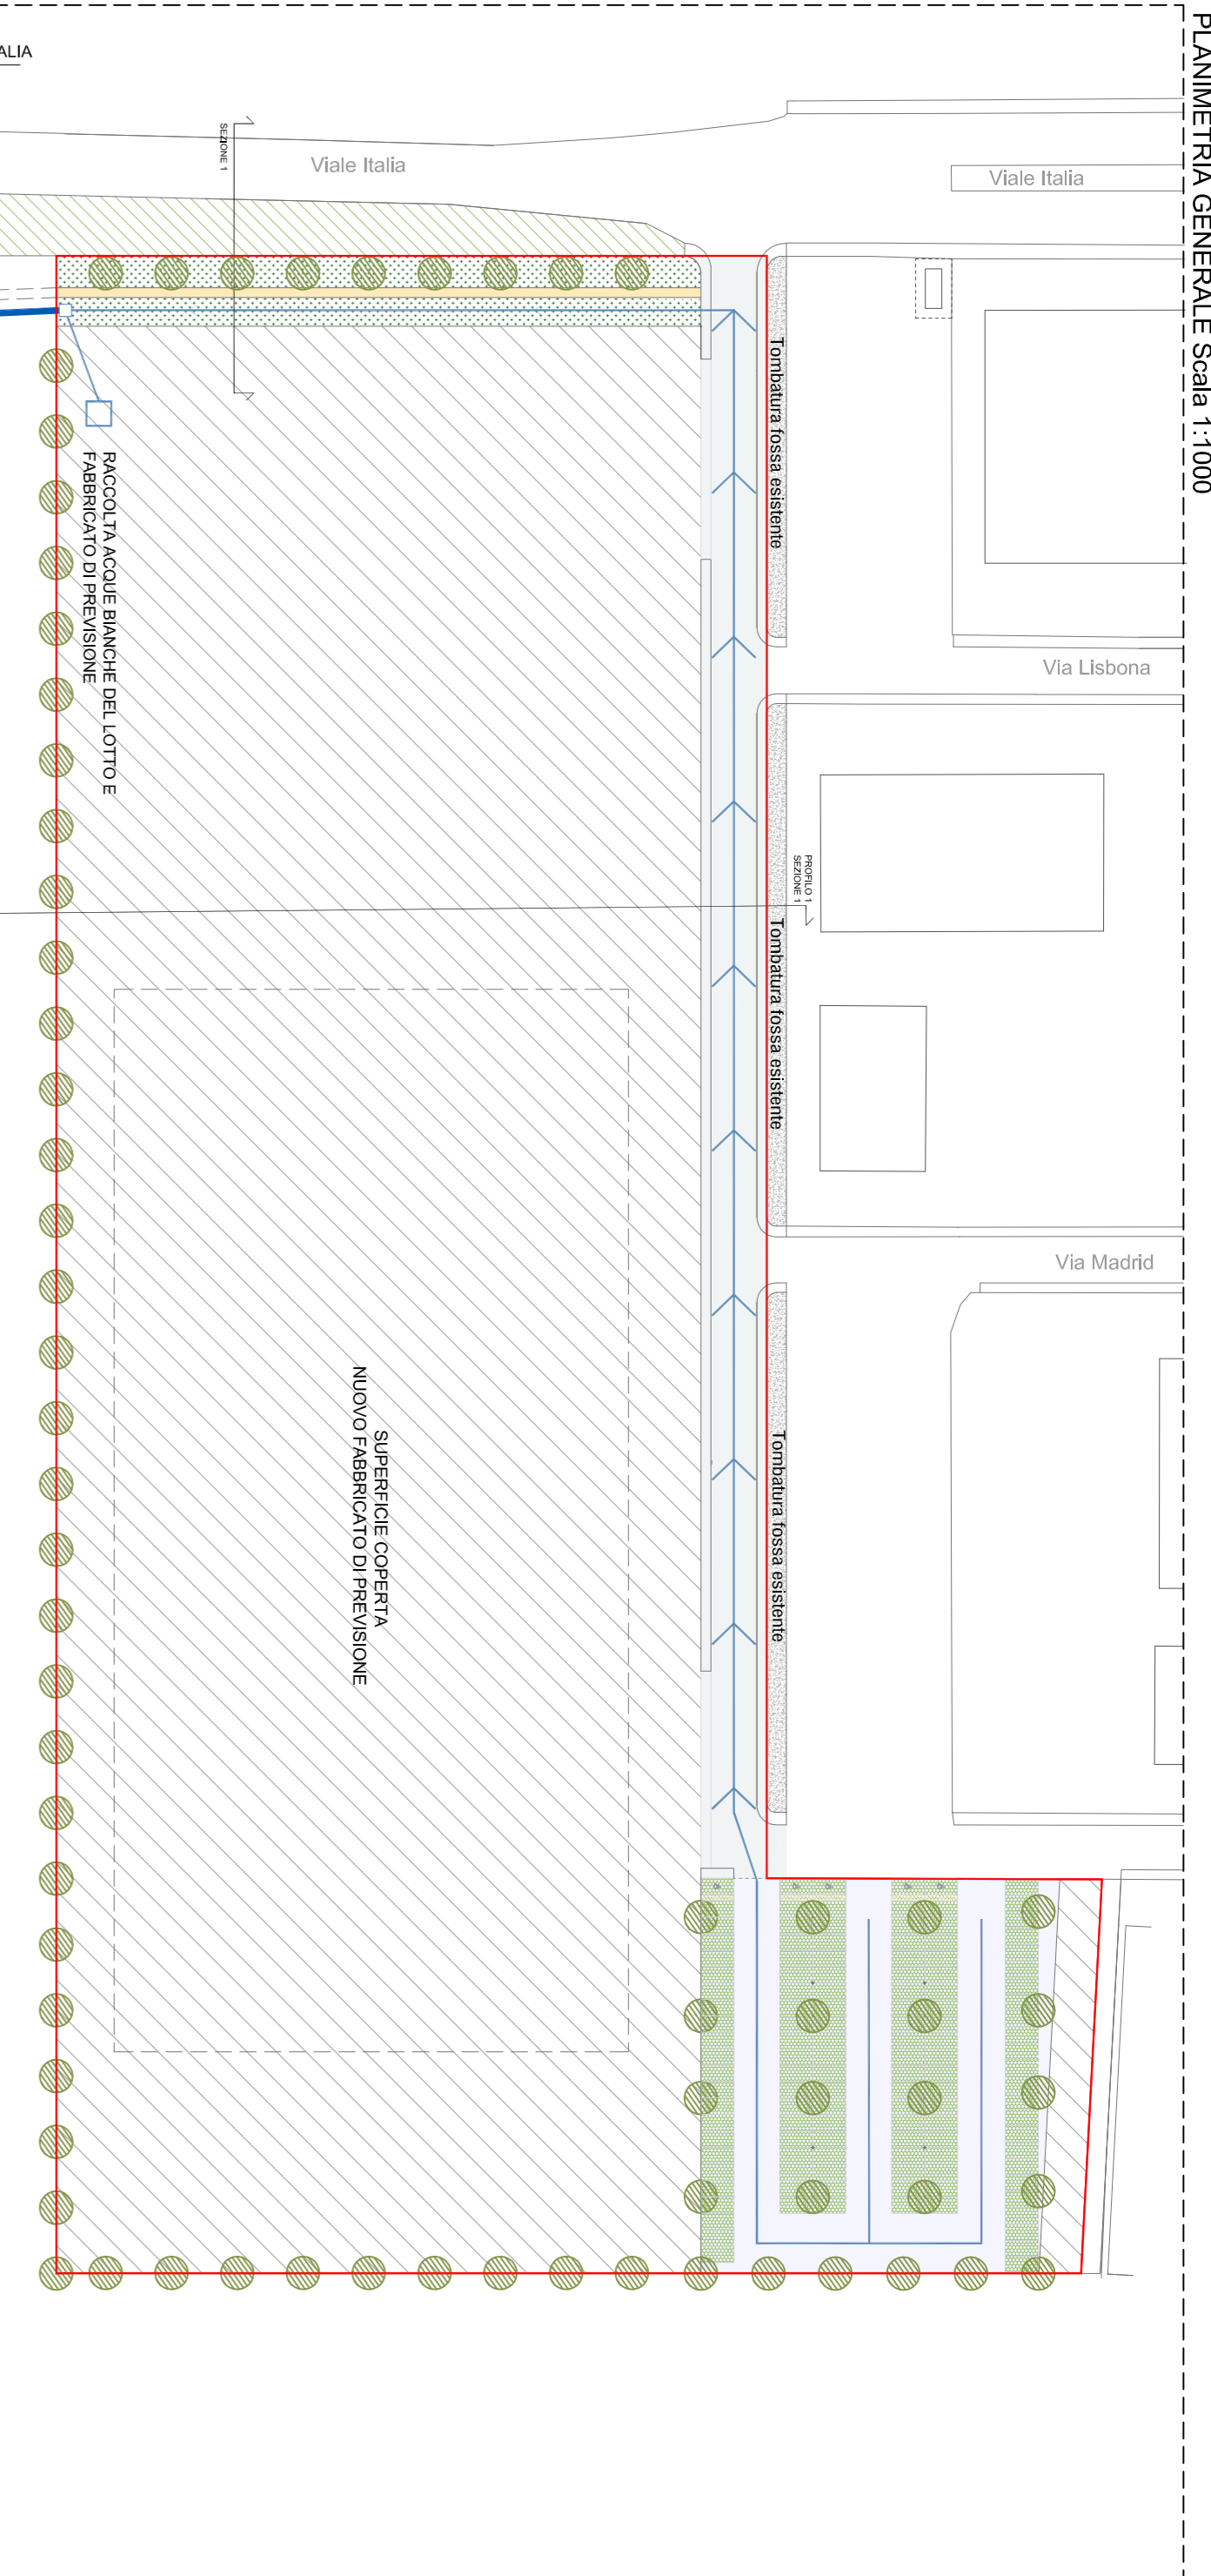 PLANIMETRIA GENERALE Scala 1:1000
ALIA
SEZIONE 1
Viale Italia
Viale Italia
Tombatura fossa esistente
RACCOLTA ACQUE BIANCHE DEL LOTTO E
FABBRICATO DI PREVISIONE
Via Lisbona
PROFILO 1
SEZIONE 1
Tombatura fossa esistente
Via Madrid
SUPERFICIE COPERTA
NUOVO FABBRICATO DI PREVISIONE
Tombatura fossa esistente